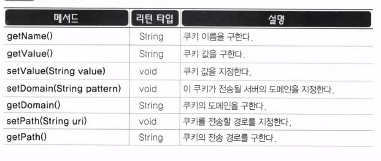 메서드 리턴 타입 설명
getName() String 쿠키 이름을 구한다.
getValue() String 쿠키 값을 구한다.
setValue(String value) void 쿠키 값을 지정한다.
setDomain(String pattern) void 이 쿠키가 전송될 서버의 도메인을 지정한다.
getDomain() String 쿠키의 도메인을 구한다.
setPath(String uri) void 쿠키를 전송할 경로를 지정한다.
getPath() String 쿠키의 전송 경로를 구한다.